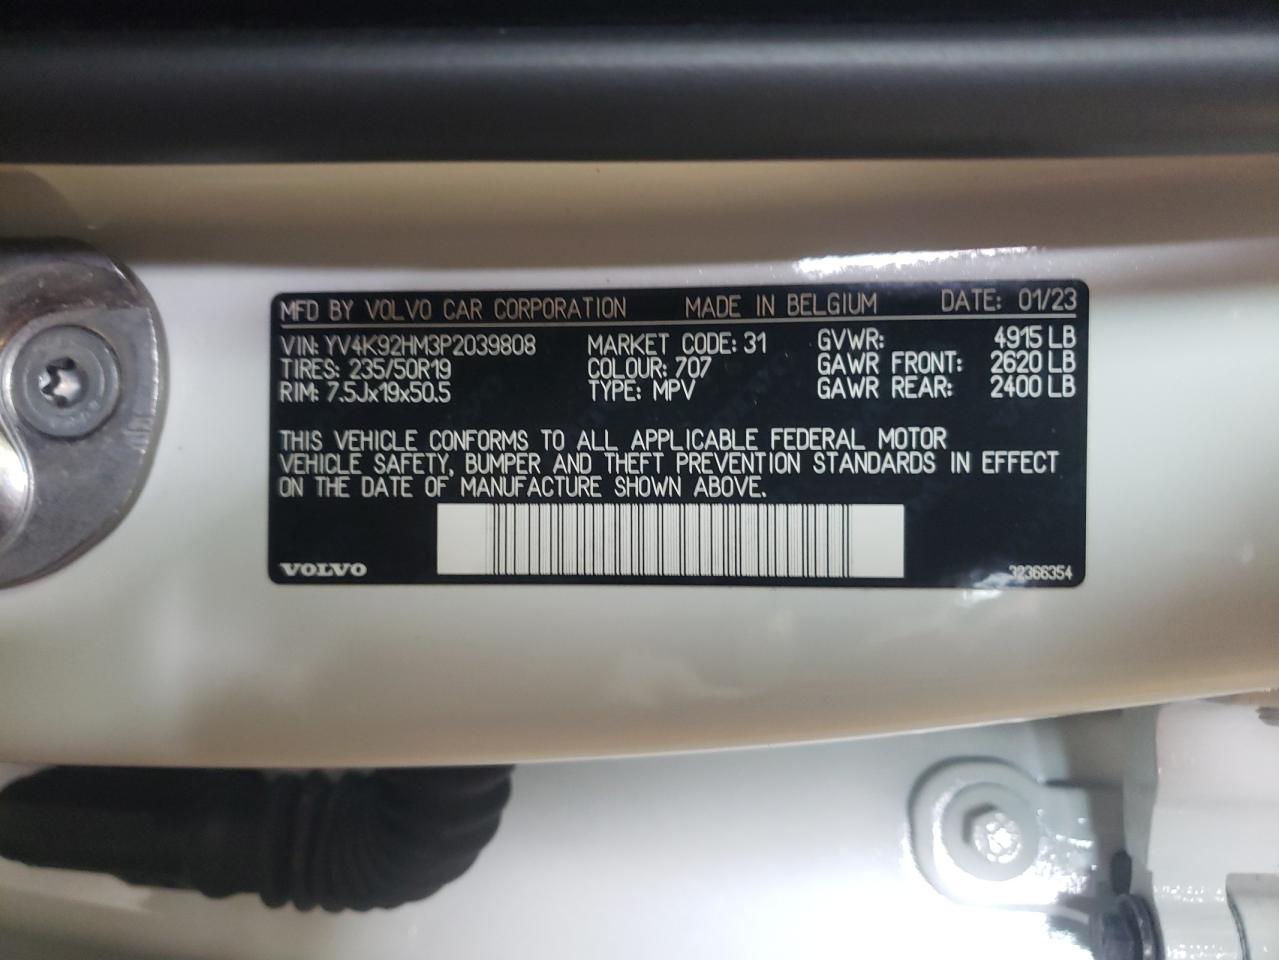 MFD BY VOLVO CAR CORPORATION MADE IN BELGIUM DATE: 01/23
VIN: YV4K92HM3P2039808 MARKET CODE: 31 GVWR: 4915 LB
TIRES: 235/50R19 COLOUR: 707 GAWR FRONT: 2620 LB
RIM: 7.5Jx19x50.5 TYPE: MPV GAWR REAR: 2400 LB
THIS VEHICLE CONFORMS TO ALL APPLICABLE FEDERAL MOTOR
VEHICLE SAFETY, BUMPER AND THEFT PREVENTION STANDARDS IN EFFECT
ON THE DATE OF MANUFACTURE SHOWN ABOVE.
VOLVO 32366354